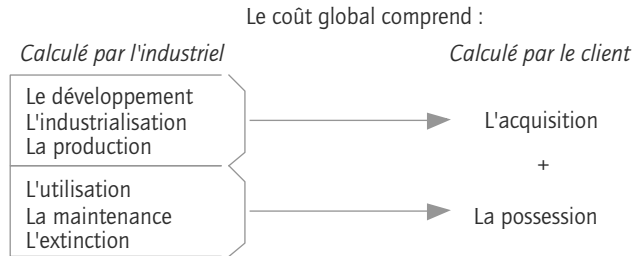 Le coût global comprend :
Calculé par l'industriel
Calculé par le client
Le développement
L'industrialisation
La production
L'acquisition
+
L'utilisation
La maintenance
L'extinction
La possession